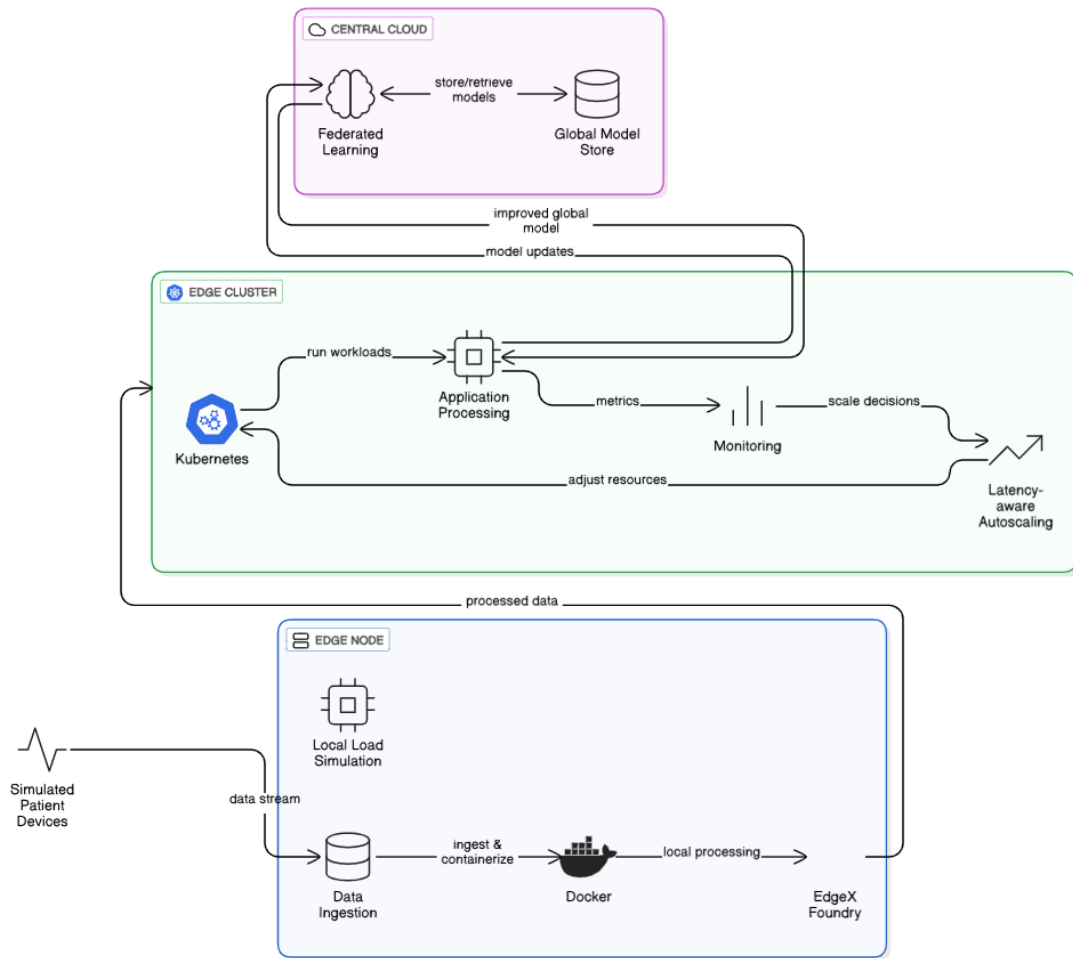 CENTRAL CLOUD
store/retrieve
models
Federated
Learning
Global Model
Store
improved global
model
model updates
EDGE CLUSTER
run workloads
Application
Processing
metrics
scale decisions
Monitoring
Kubernetes
adjust resources
Latency-
aware
Autoscaling
processed data
EDGE NODE
Local Load
Simulation
Simulated
Patient
Devices
data stream
ingest &
containerize
local processing
Data
Ingestion
Docker
EdgeX
Foundry